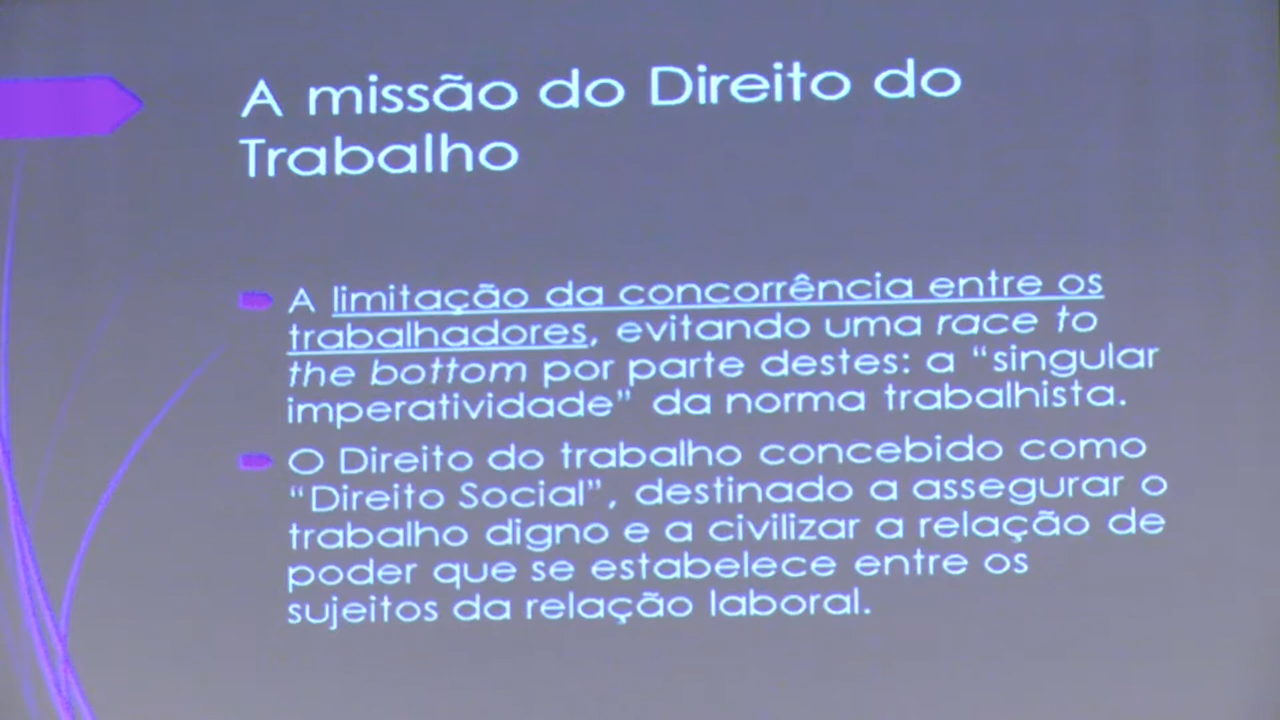 A missão do Direito do
Trabalho
A limitação da concorrência entre os
trabalhadores, evitando uma race to
the bottom por parte destes: a “singular
imperatividade” da norma trabalhista.
O Direito do trabalho concebido como
“Direito Social”, destinado a assegurar o
trabalho digno e a civilizar a relação de
poder que se estabelece entre os
sujeitos da relação laboral.